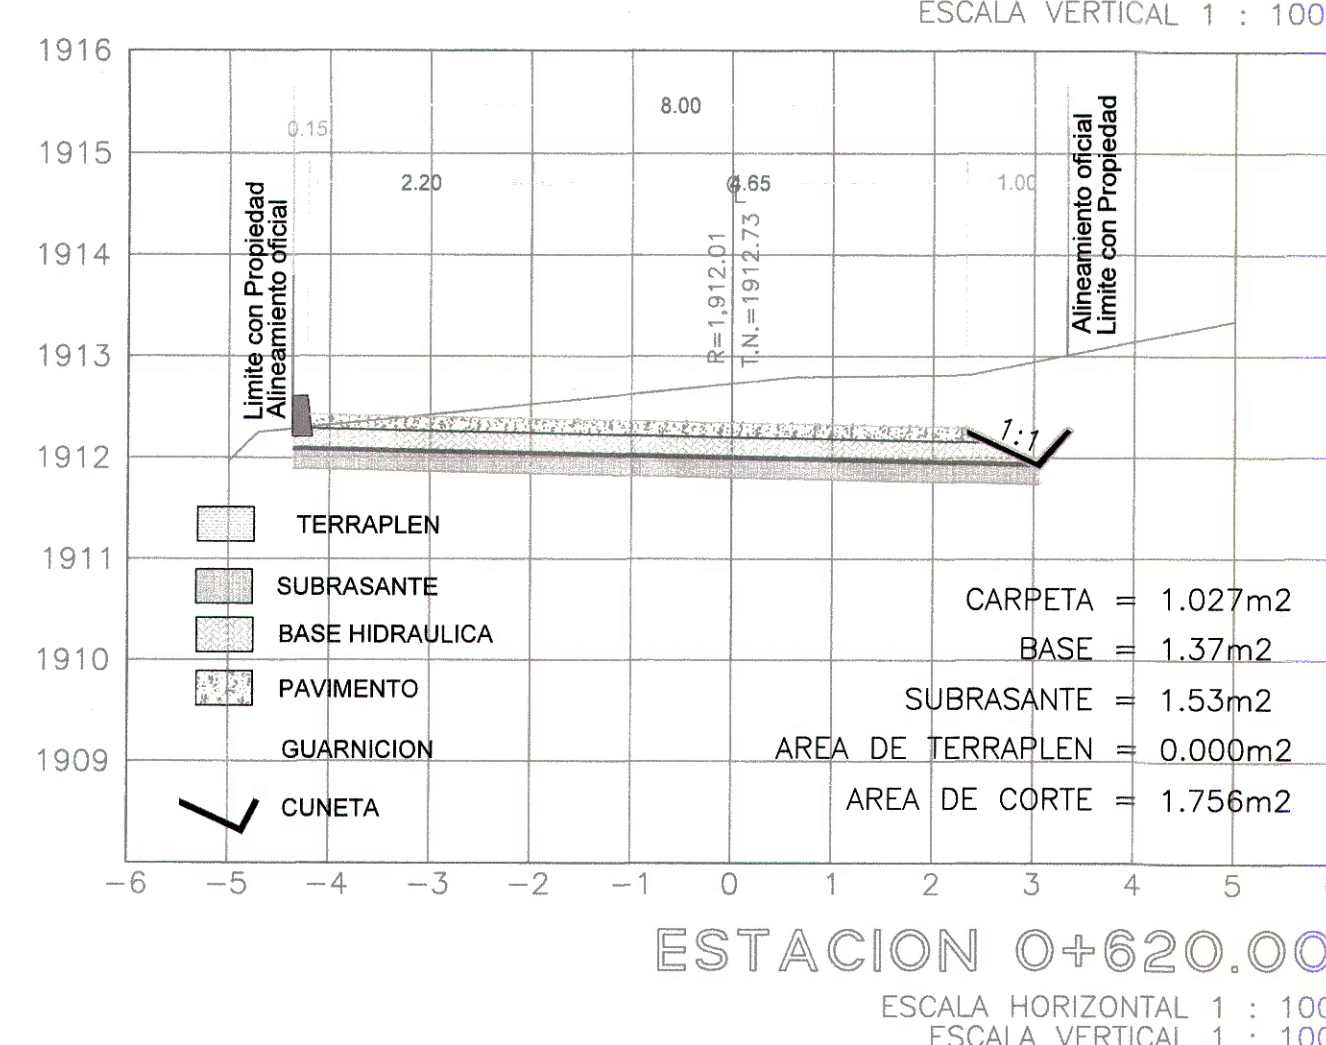 ESCALA VERTICAL 1 : 100
1916
8.00
0.15
1915
2.20
4.65
1.00
Alineamiento oficial
Limite con Propiedad
Limite con Propiedad
Alineamiento oficial
R=1,912.01
T.N.=1912.73
1914
1913
1:1
1912
TERRAPLEN
1911
SUBRASANTE
CARPETA = 1.027m2
BASE HIDRAULICA
BASE = 1.37m2
1910
PAVIMENTO
SUBRASANTE = 1.53m2
GUARNICION
AREA DE TERRAPLEN = 0.000m2
1909
CUNETA
AREA DE CORTE = 1.756m2
-6 -5 -4 -3 -2 -1 0 1 2 3 4 5
ESTACION 0+620.00
ESCALA HORIZONTAL 1 : 100
ESCALA VERTICAL 1 : 100